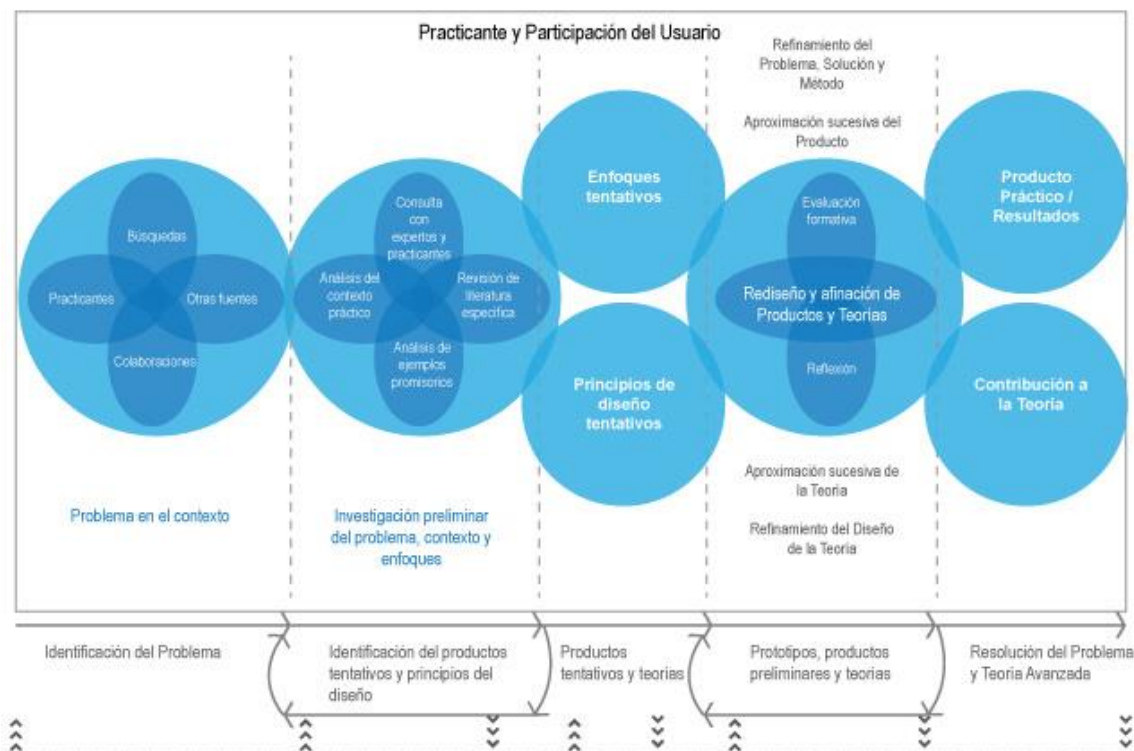 Practicante y Participación del Usuario
Refinamiento del
Problema, Solución y
Método
Aproximación sucesiva del
Producto
Búsquedas
Practicantes
Otras fuentes
Colaboraciones
Consulta
con
expertos y
practicantes
Análisis del
contexto
práctico
Revisión de
literatura
especifica
Análisis de
ejemplos
promisorios
Enfoques
tentativos
Principios de
diseño
tentativos
Evaluación
formativa
Rediseño y afinación de
Productos y Teorías
Reflexión
Producto
Práctico /
Resultados
Contribución a
la Teoría
Problema en el contexto
Investigación preliminar
del problema, contexto y
enfoques
Aproximación sucesiva de
la Teoría
Refinamiento del Diseño
de la Teoría
Identificación del Problema
Identificación del productos
tentativos y principios del
diseño
Productos
tentativos y teorías
Prototipos, productos
preliminares y teorías
Resolución del Problema
y Teoría Avanzada